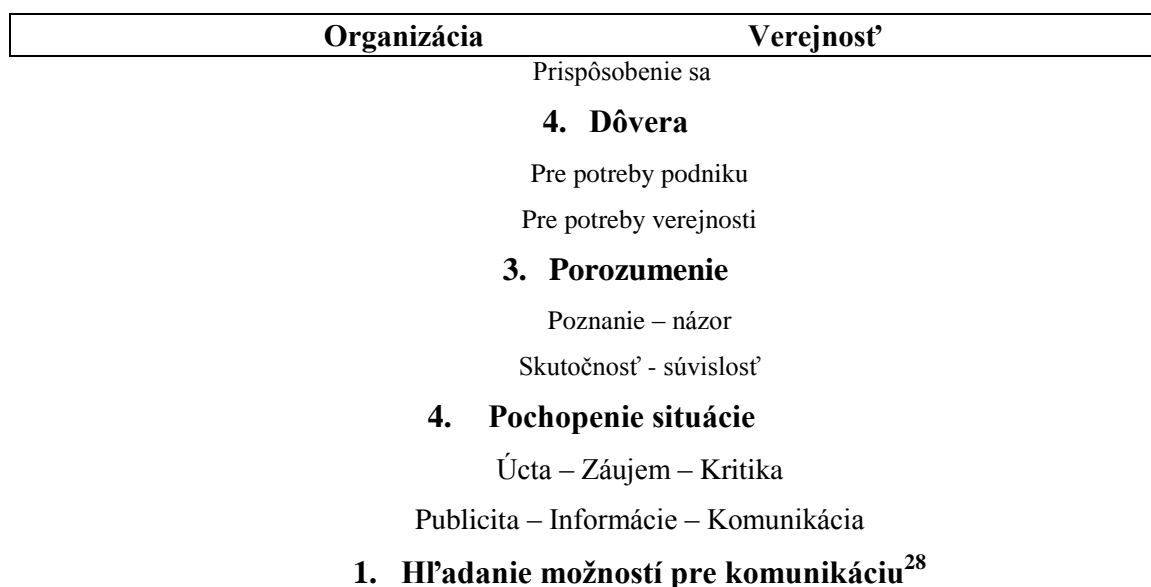 Organizácia Verejnosť
Prispôsobenie sa
4. Dôvera
Pre potreby podniku
Pre potreby verejnosti
3. Porozumenie
Poznanie – názor
Skutočnosť - súvislosť
4. Pochopenie situácie
Úcta – Záujem – Kritika
Publicita – Informácie – Komunikácia
1. Hľadanie možností pre komunikáciu28